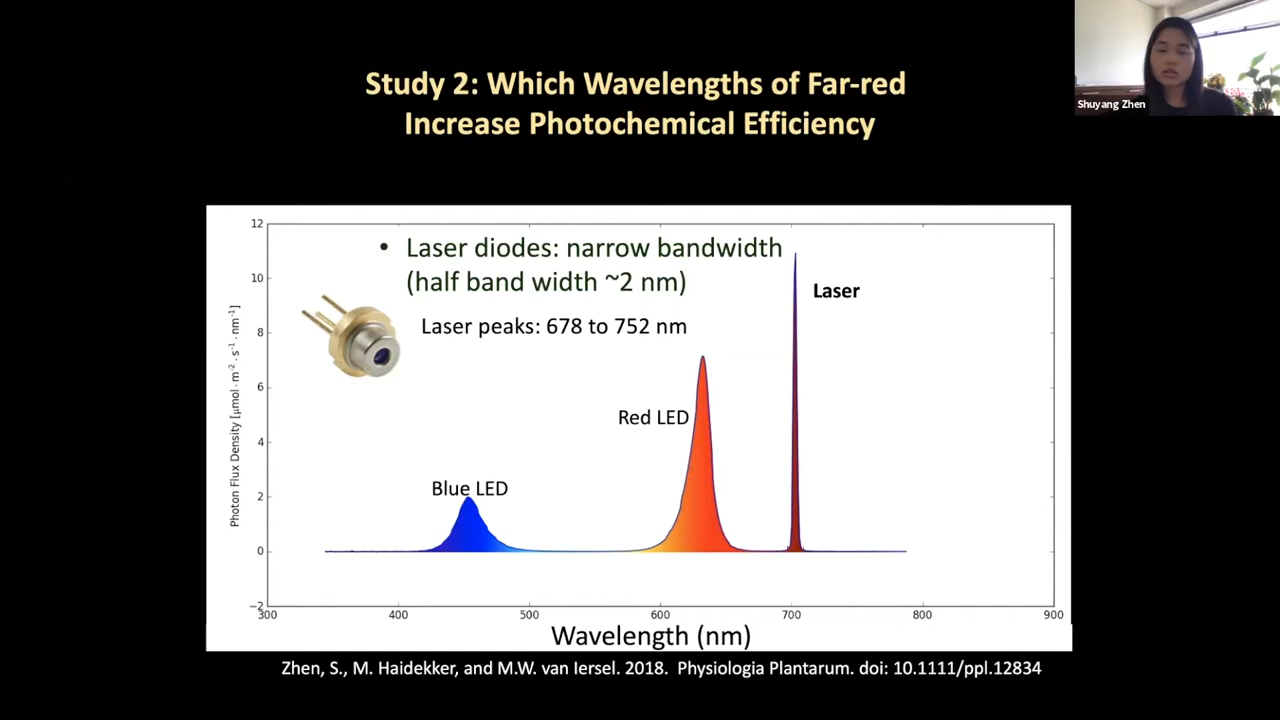 Study 2: Which Wavelengths of Far-red
Increase Photochemical Efficiency
Shuyang Zhen
• Laser diodes: narrow bandwidth
(half band width ~2 nm)
Laser peaks: 678 to 752 nm
Laser
Red LED
Blue LED
Photon Flux Density [μmol · m⁻² · s⁻¹ · nm⁻¹]
12
10
8
6
4
2
0
−2
300 400 500 600 700 800 900
Wavelength (nm)
Zhen, S., M. Haidekker, and M.W. van Iersel. 2018. Physiologia Plantarum. doi: 10.1111/ppl.12834